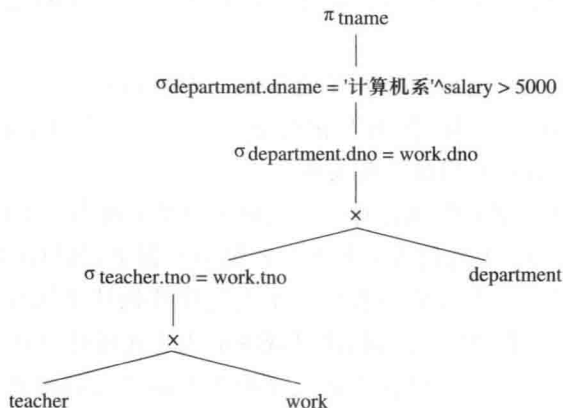 π tname
σ department.dname = '计算机系'^salary > 5000
σ department.dno = work.dno
×
σ teacher.tno = work.tno department
×
teacher work